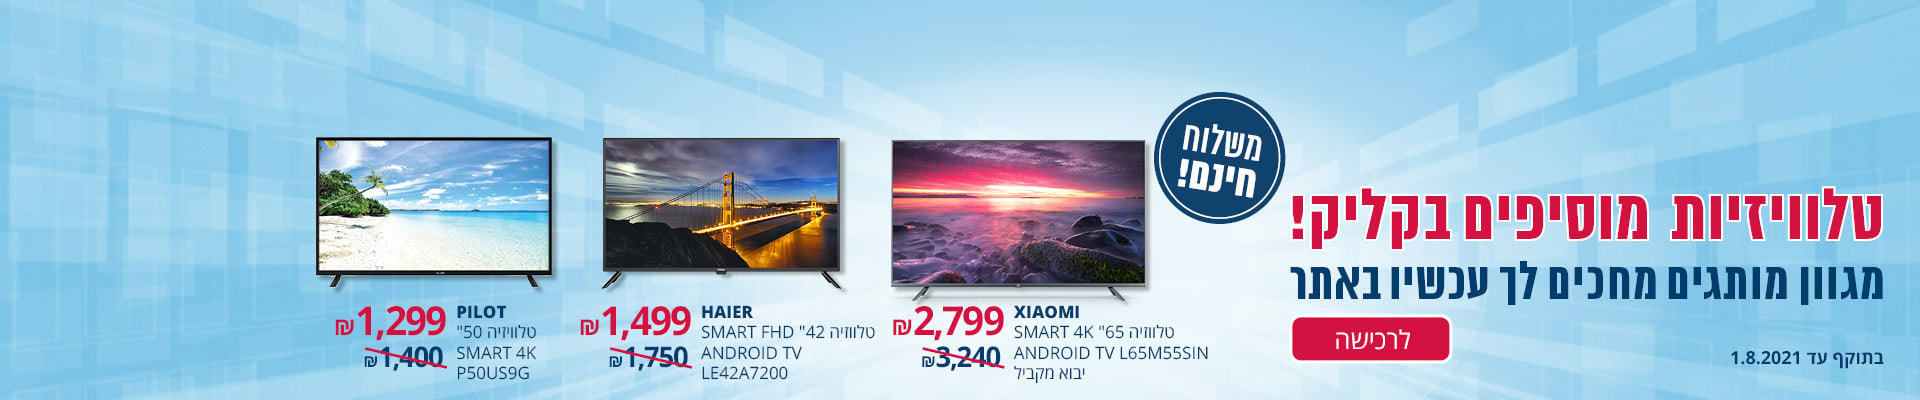 טלוויזיות מוסיפים בקליק!
מגוון מותגים מחכים לך עכשיו באתר
לרכישה
בתוקף עד 1.8.2021
משלוח
חינם!
XIAOMI
טלווזיה 65" SMART 4K
ANDROID TV L65M55SIN
יבוא מקביל
₪2,799
₪3,240
HAIER
טלווזיה 42" SMART FHD
ANDROID TV
LE42A7200
₪1,499
₪1,750
PILOT
טלוויזיה 50"
SMART 4K
P50US9G
₪1,299
₪1,400